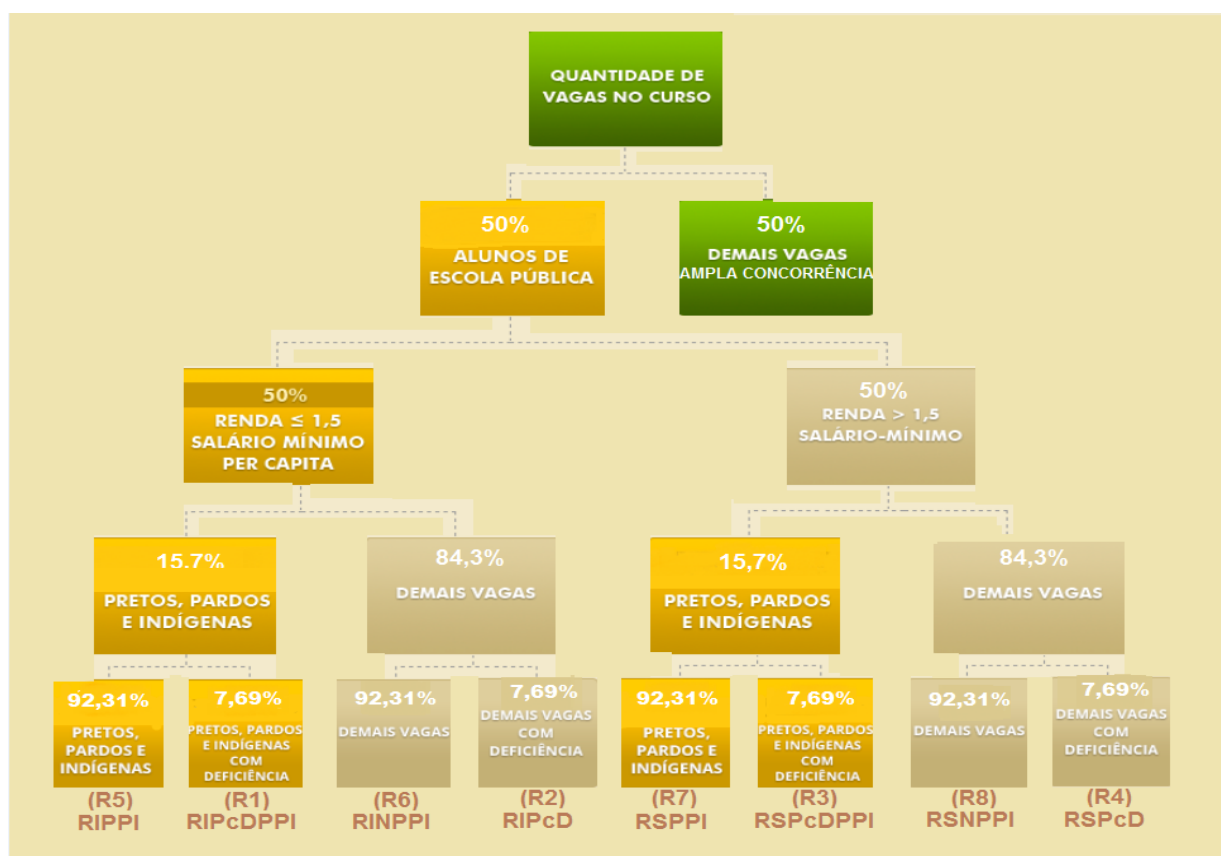 QUANTIDADE DE
VAGAS NO CURSO
50%
ALUNOS DE
ESCOLA PÚBLICA
50%
DEMAIS VAGAS
AMPLA CONCORRÊNCIA
50%
RENDA ≤ 1,5
SALÁRIO MÍNIMO
PER CAPITA
50%
RENDA > 1,5
SALÁRIO-MÍNIMO
15.7%
PRETOS, PARDOS
E INDÍGENAS
84,3%
DEMAIS VAGAS
15,7%
PRETOS, PARDOS
E INDÍGENAS
84,3%
DEMAIS VAGAS
92,31%
PRETOS,
PARDOS E
INDÍGENAS
(R5)
RIPPI
7,69%
PRETOS, PARDOS
E INDÍGENAS
COM
DEFICIÊNCIA
(R1)
RIPcDPPI
92,31%
DEMAIS VAGAS
(R6)
RINPPI
7,69%
DEMAIS VAGAS
COM
DEFICIÊNCIA
(R2)
RIPcD
92,31%
PRETOS,
PARDOS E
INDÍGENAS
(R7)
RSPPI
7,69%
PRETOS, PARDOS
E INDÍGENAS
COM
DEFICIÊNCIA
(R3)
RSPcDPPI
92,31%
DEMAIS VAGAS
(R8)
RSNPPI
7,69%
DEMAIS VAGAS
COM
DEFICIÊNCIA
(R4)
RSPcD